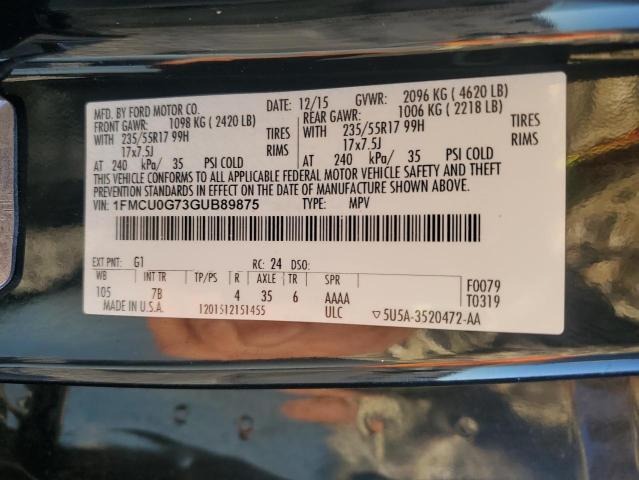 MFD. BY FORD MOTOR CO. DATE: 12/15 GVWR: 2096 KG ( 4620 LB)
FRONT GAWR: 1098 KG ( 2420 LB) REAR GAWR: 1006 KG ( 2218 LB)
WITH 235/55R17 99H TIRES WITH 235/55R17 99H TIRES
17x7.5J RIMS 17x7.5J RIMS
AT 240 kPa/ 35 PSI COLD AT 240 kPa/ 35 PSI COLD
THIS VEHICLE CONFORMS TO ALL APPLICABLE FEDERAL MOTOR VEHICLE SAFETY AND THEFT
PREVENTION STANDARDS IN EFFECT ON THE DATE OF MANUFACTURE SHOWN ABOVE.
VIN: 1FMCU0G73GUB89875 TYPE: MPV
EXT PNT: G1 RC: 24 DSO:
WB INT TR TP/PS R AXLE TR SPR F0079
105 7B 4 35 6 AAAA T0319
MADE IN U.S.A. 1201512151455 ULC ▽5U5A-3520472-AA